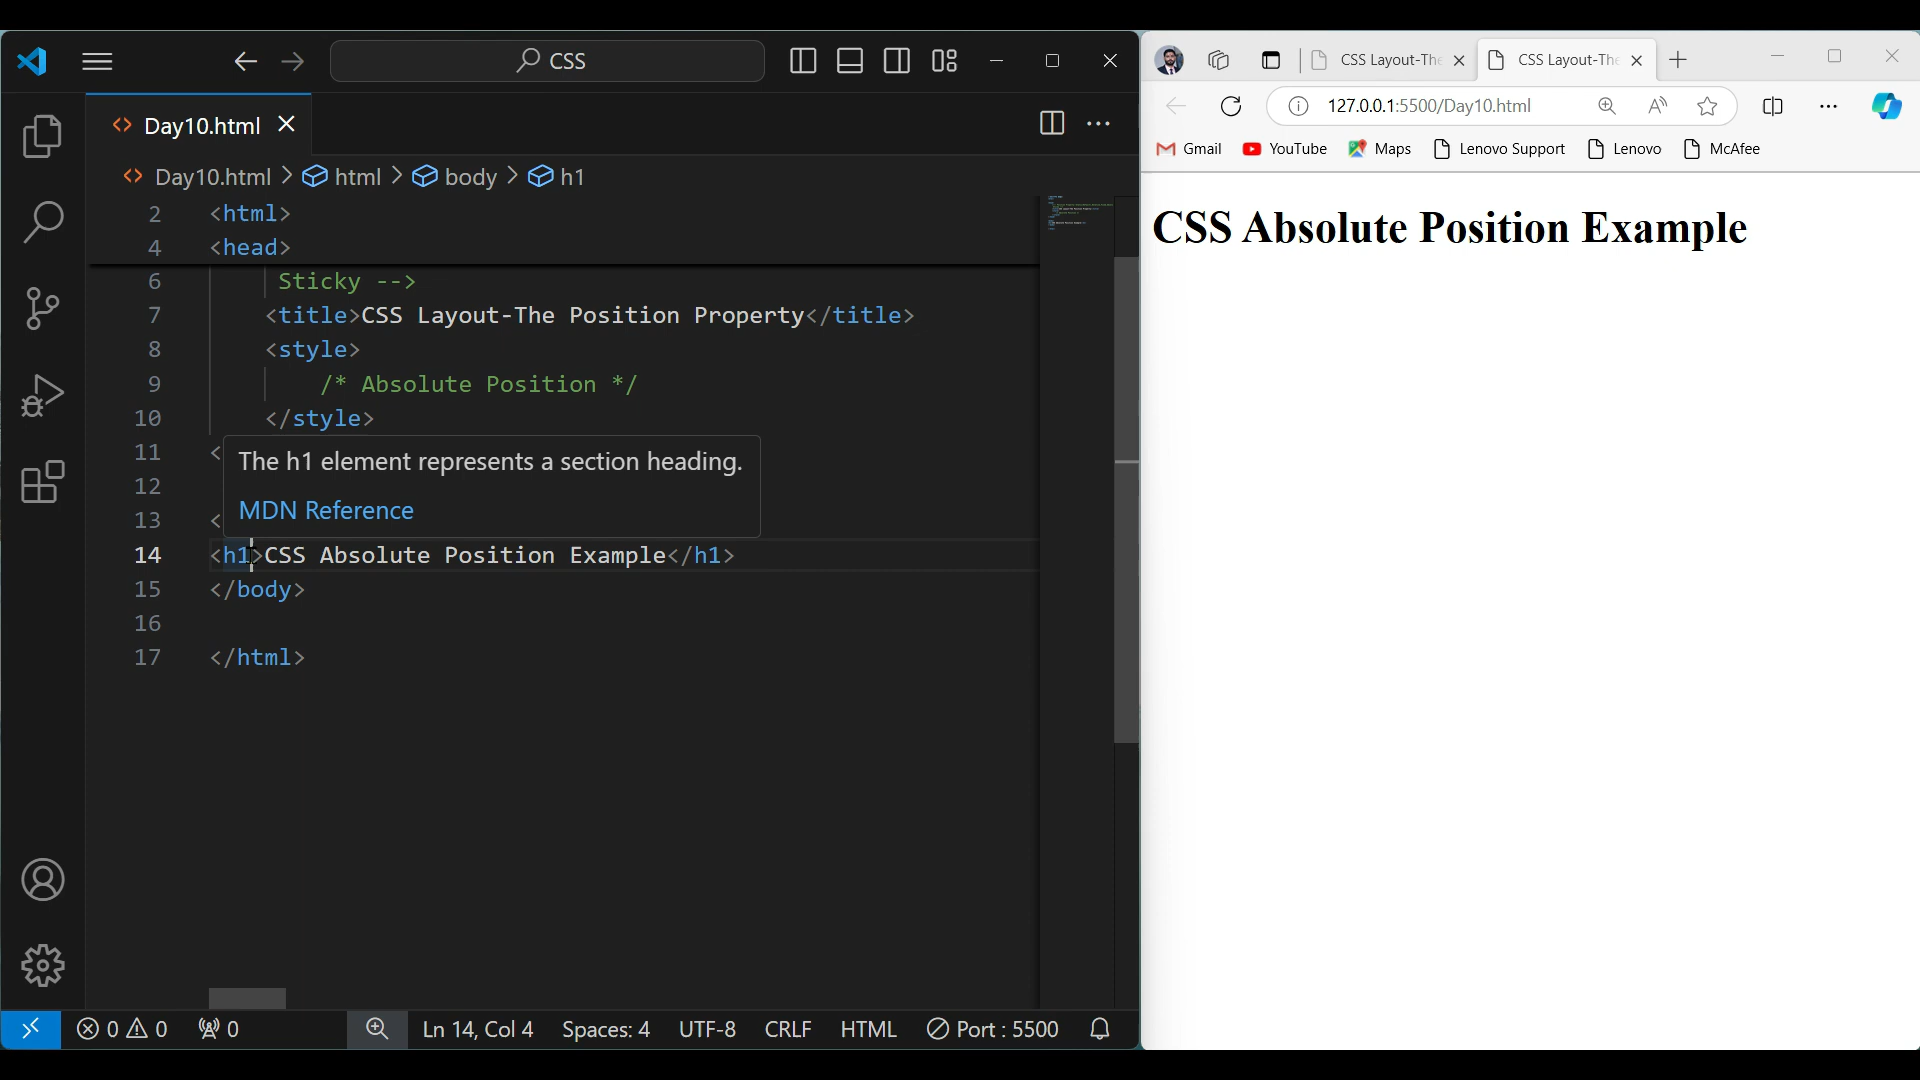 CSS
Day10.html
Day10.html > html > body > h1
2 <html>
4 <head>
6 Sticky -->
7 <title>CSS Layout-The Position Property</title>
8 <style>
9 /* Absolute Position */
10 </style>
11 <
The h1 element represents a section heading.
12
MDN Reference
13 <
14 <h1>CSS Absolute Position Example</h1>
15 </body>
16
17 </html>
0 0 0 Ln 14, Col 4 Spaces: 4 UTF-8 CRLF HTML Port : 5500
CSS Layout-The CSS Layout-The
127.0.0.1:5500/Day10.html
Gmail YouTube Maps Lenovo Support Lenovo McAfee
CSS Absolute Position Example